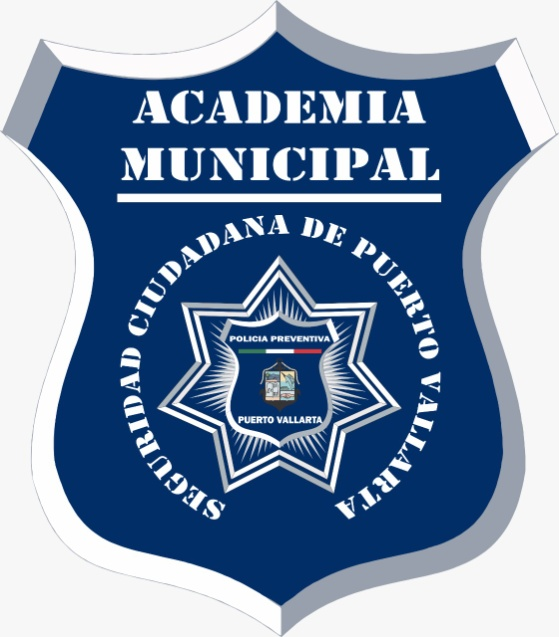 ACADEMIA
MUNICIPAL
SEGURIDAD CIUDADANA DE PUERTO VALLARTA
POLICIA PREVENTIVA
PUERTO VALLARTA